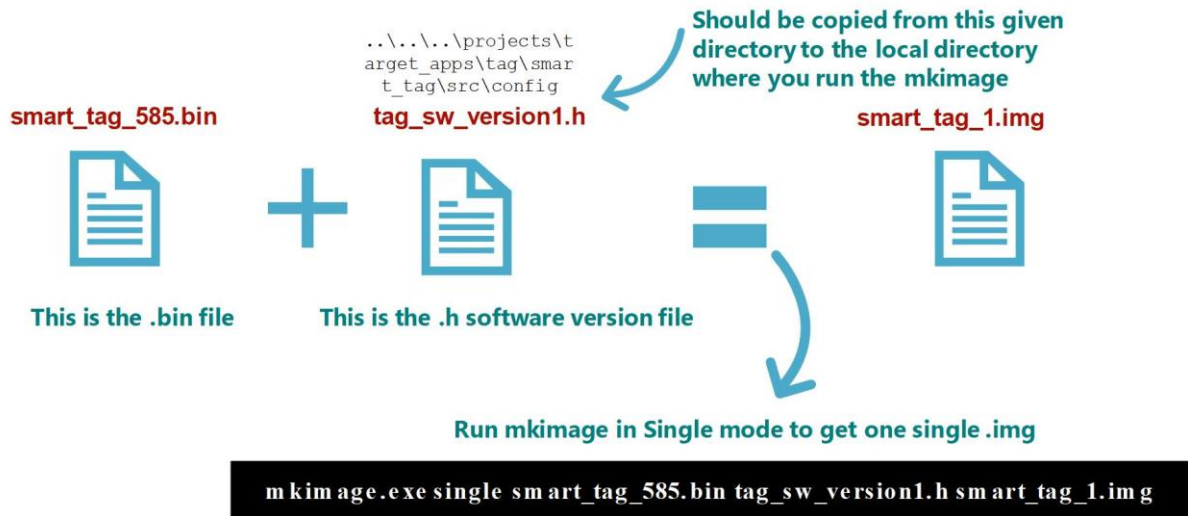 ..\..\..\projects\t
arget_apps\tag\smar
t_tag\src\config
Should be copied from this given
directory to the local directory
where you run the mkimage
smart_tag_585.bin
tag_sw_version1.h
smart_tag_1.img
This is the .bin file
This is the .h software version file
Run mkimage in Single mode to get one single .img
mkimage.exe single smart_tag_585.bin tag_sw_version1.h smart_tag_1.img